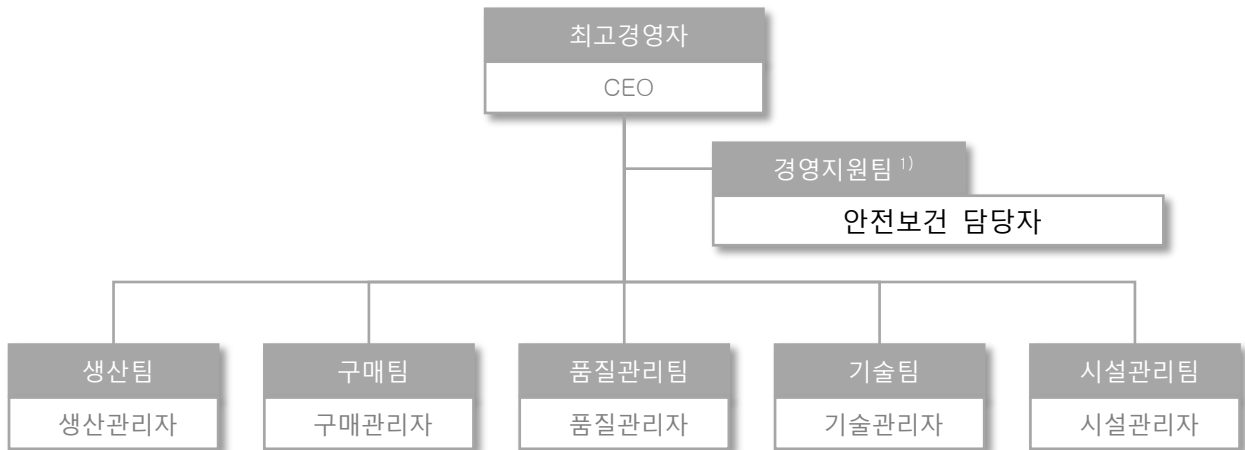 최고경영자
CEO
경영지원팀 1)
안전보건 담당자
생산팀
생산관리자
구매팀
구매관리자
품질관리팀
품질관리자
기술팀
기술관리자
시설관리팀
시설관리자